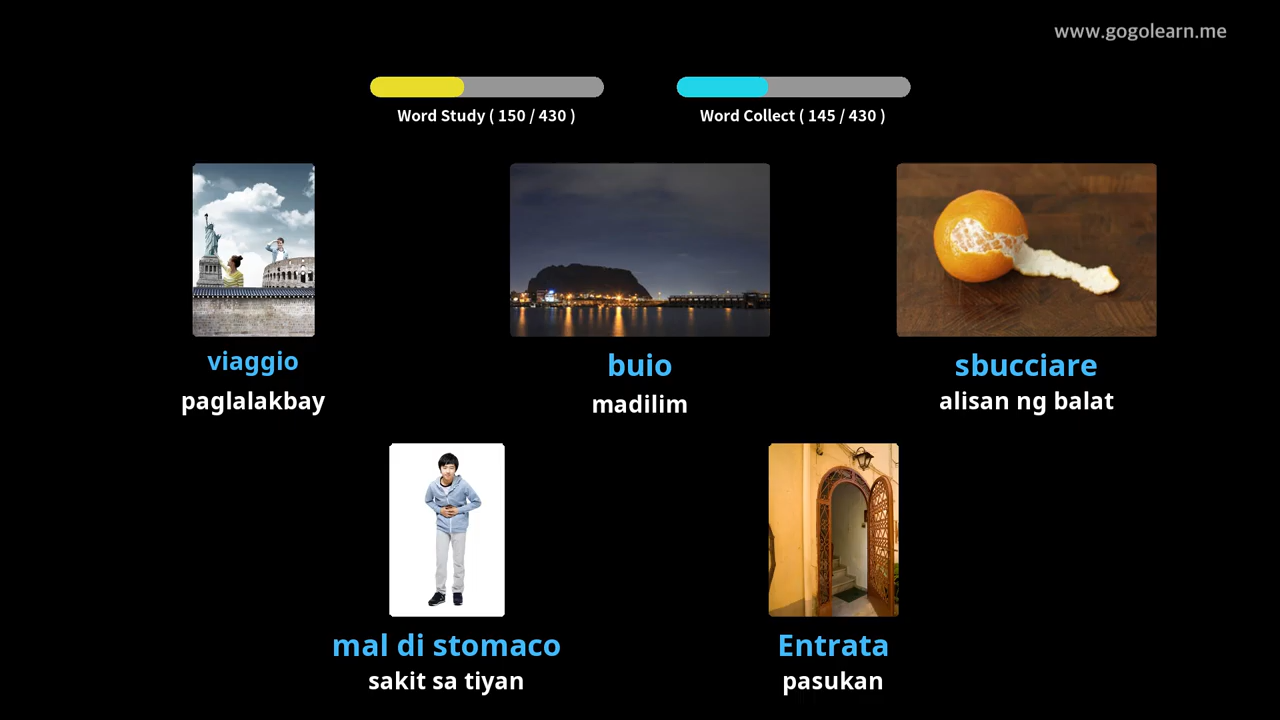 www.gogolearn.me
Word Study ( 150 / 430 )
Word Collect ( 145 / 430 )
viaggio
paglalakbay
buio
madilim
sbucciare
alisan ng balat
mal di stomaco
sakit sa tiyan
Entrata
pasukan